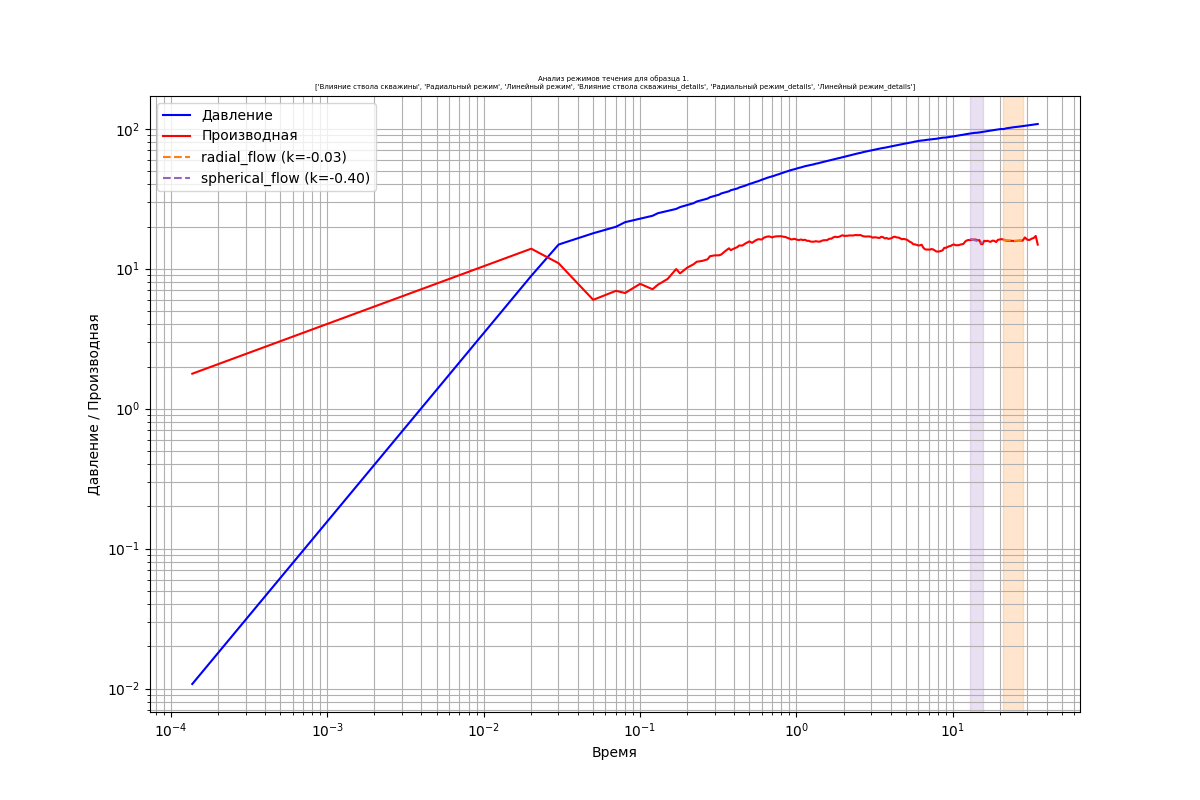 Анализ режимов течения для образца 1.
['Влияние ствола скважины', 'Радиальный режим', 'Линейный режим', 'Влияние ствола скважины_details', 'Радиальный режим_details', 'Линейный режим_details']
Давление
Производная
radial_flow (k=-0.03)
spherical_flow (k=-0.40)
Давление / Производная
10²
10¹
10⁰
10⁻¹
10⁻²
10⁻⁴ 10⁻³ 10⁻² 10⁻¹ 10⁰ 10¹
Время